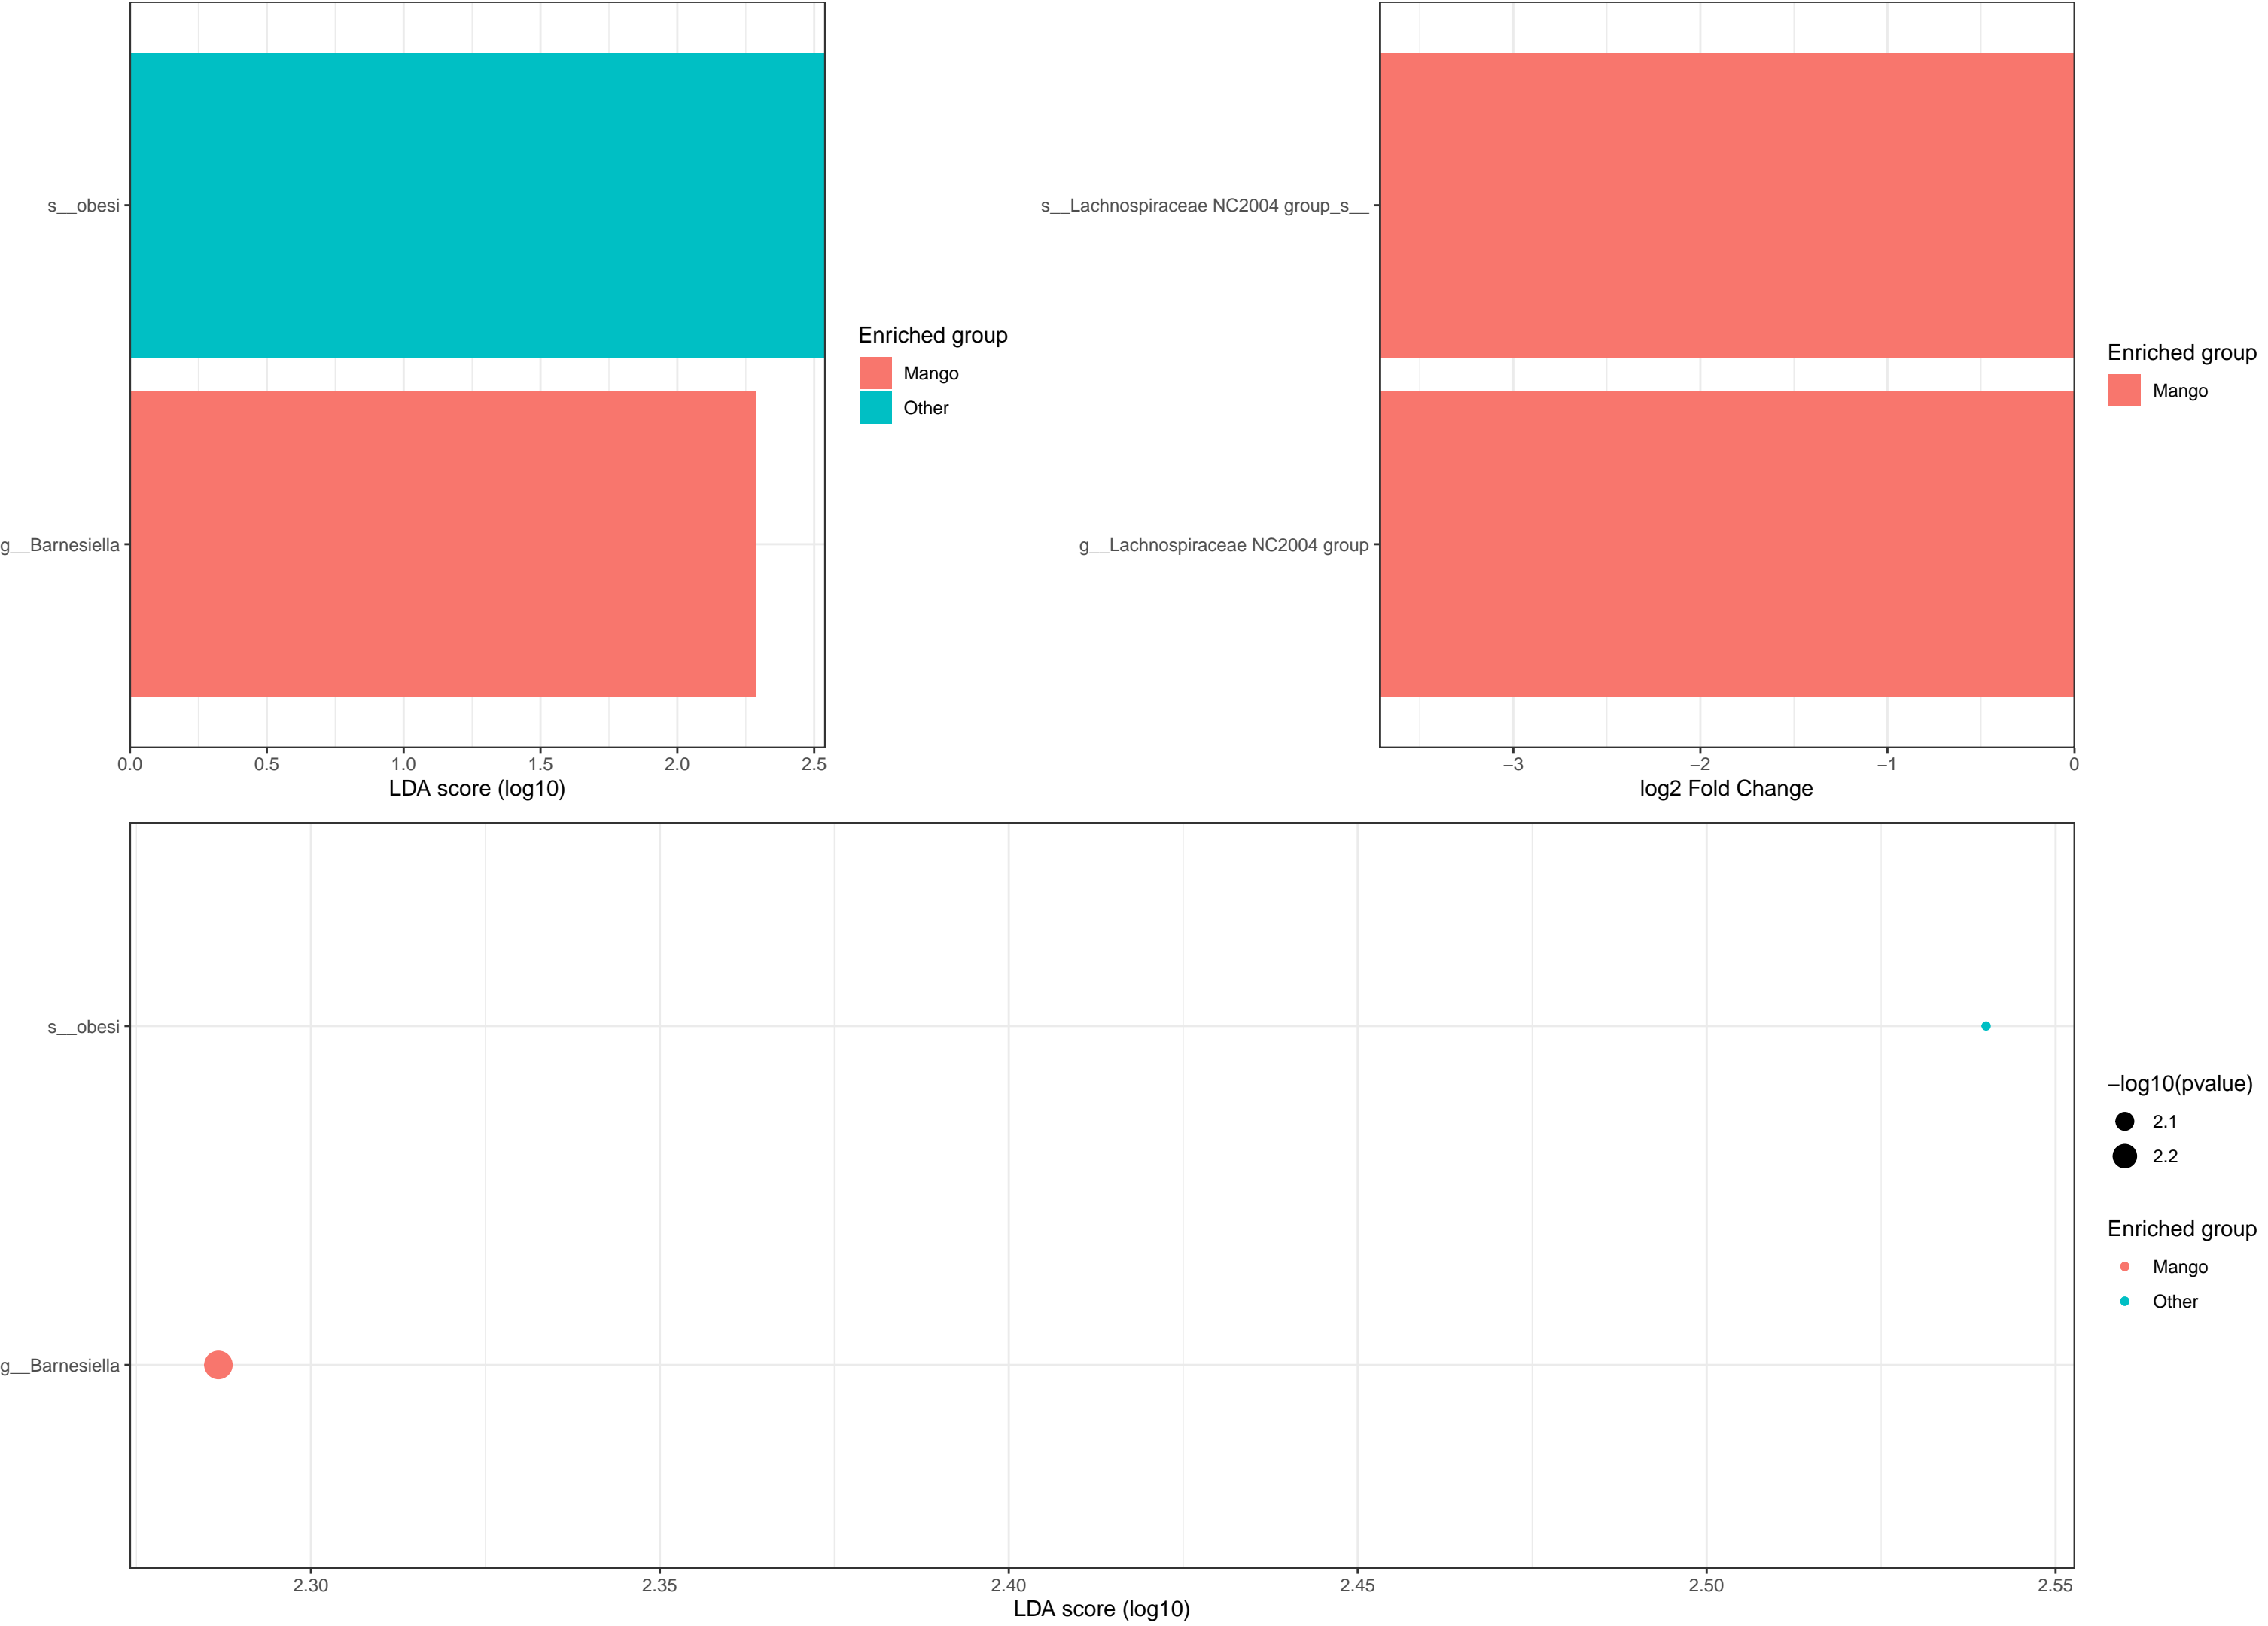 s__obesi
g__Barnesiella
0.0 0.5 1.0 1.5 2.0 2.5
LDA score (log10)
Enriched group
Mango
Other
s__Lachnospiraceae NC2004 group_s__
g__Lachnospiraceae NC2004 group
−3 −2 −1 0
log2 Fold Change
Enriched group
Mango
s__obesi
g__Barnesiella
2.30 2.35 2.40 2.45 2.50 2.55
LDA score (log10)
−log10(pvalue)
2.1
2.2
Enriched group
Mango
Other